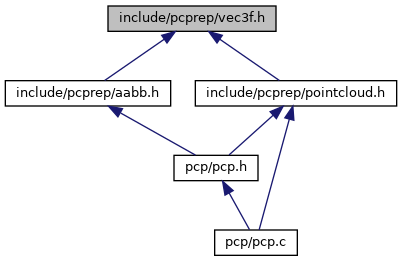 include/pcprep/vec3f.h
include/pcprep/aabb.h
include/pcprep/pointcloud.h
pcp/pcp.h
pcp/pcp.c